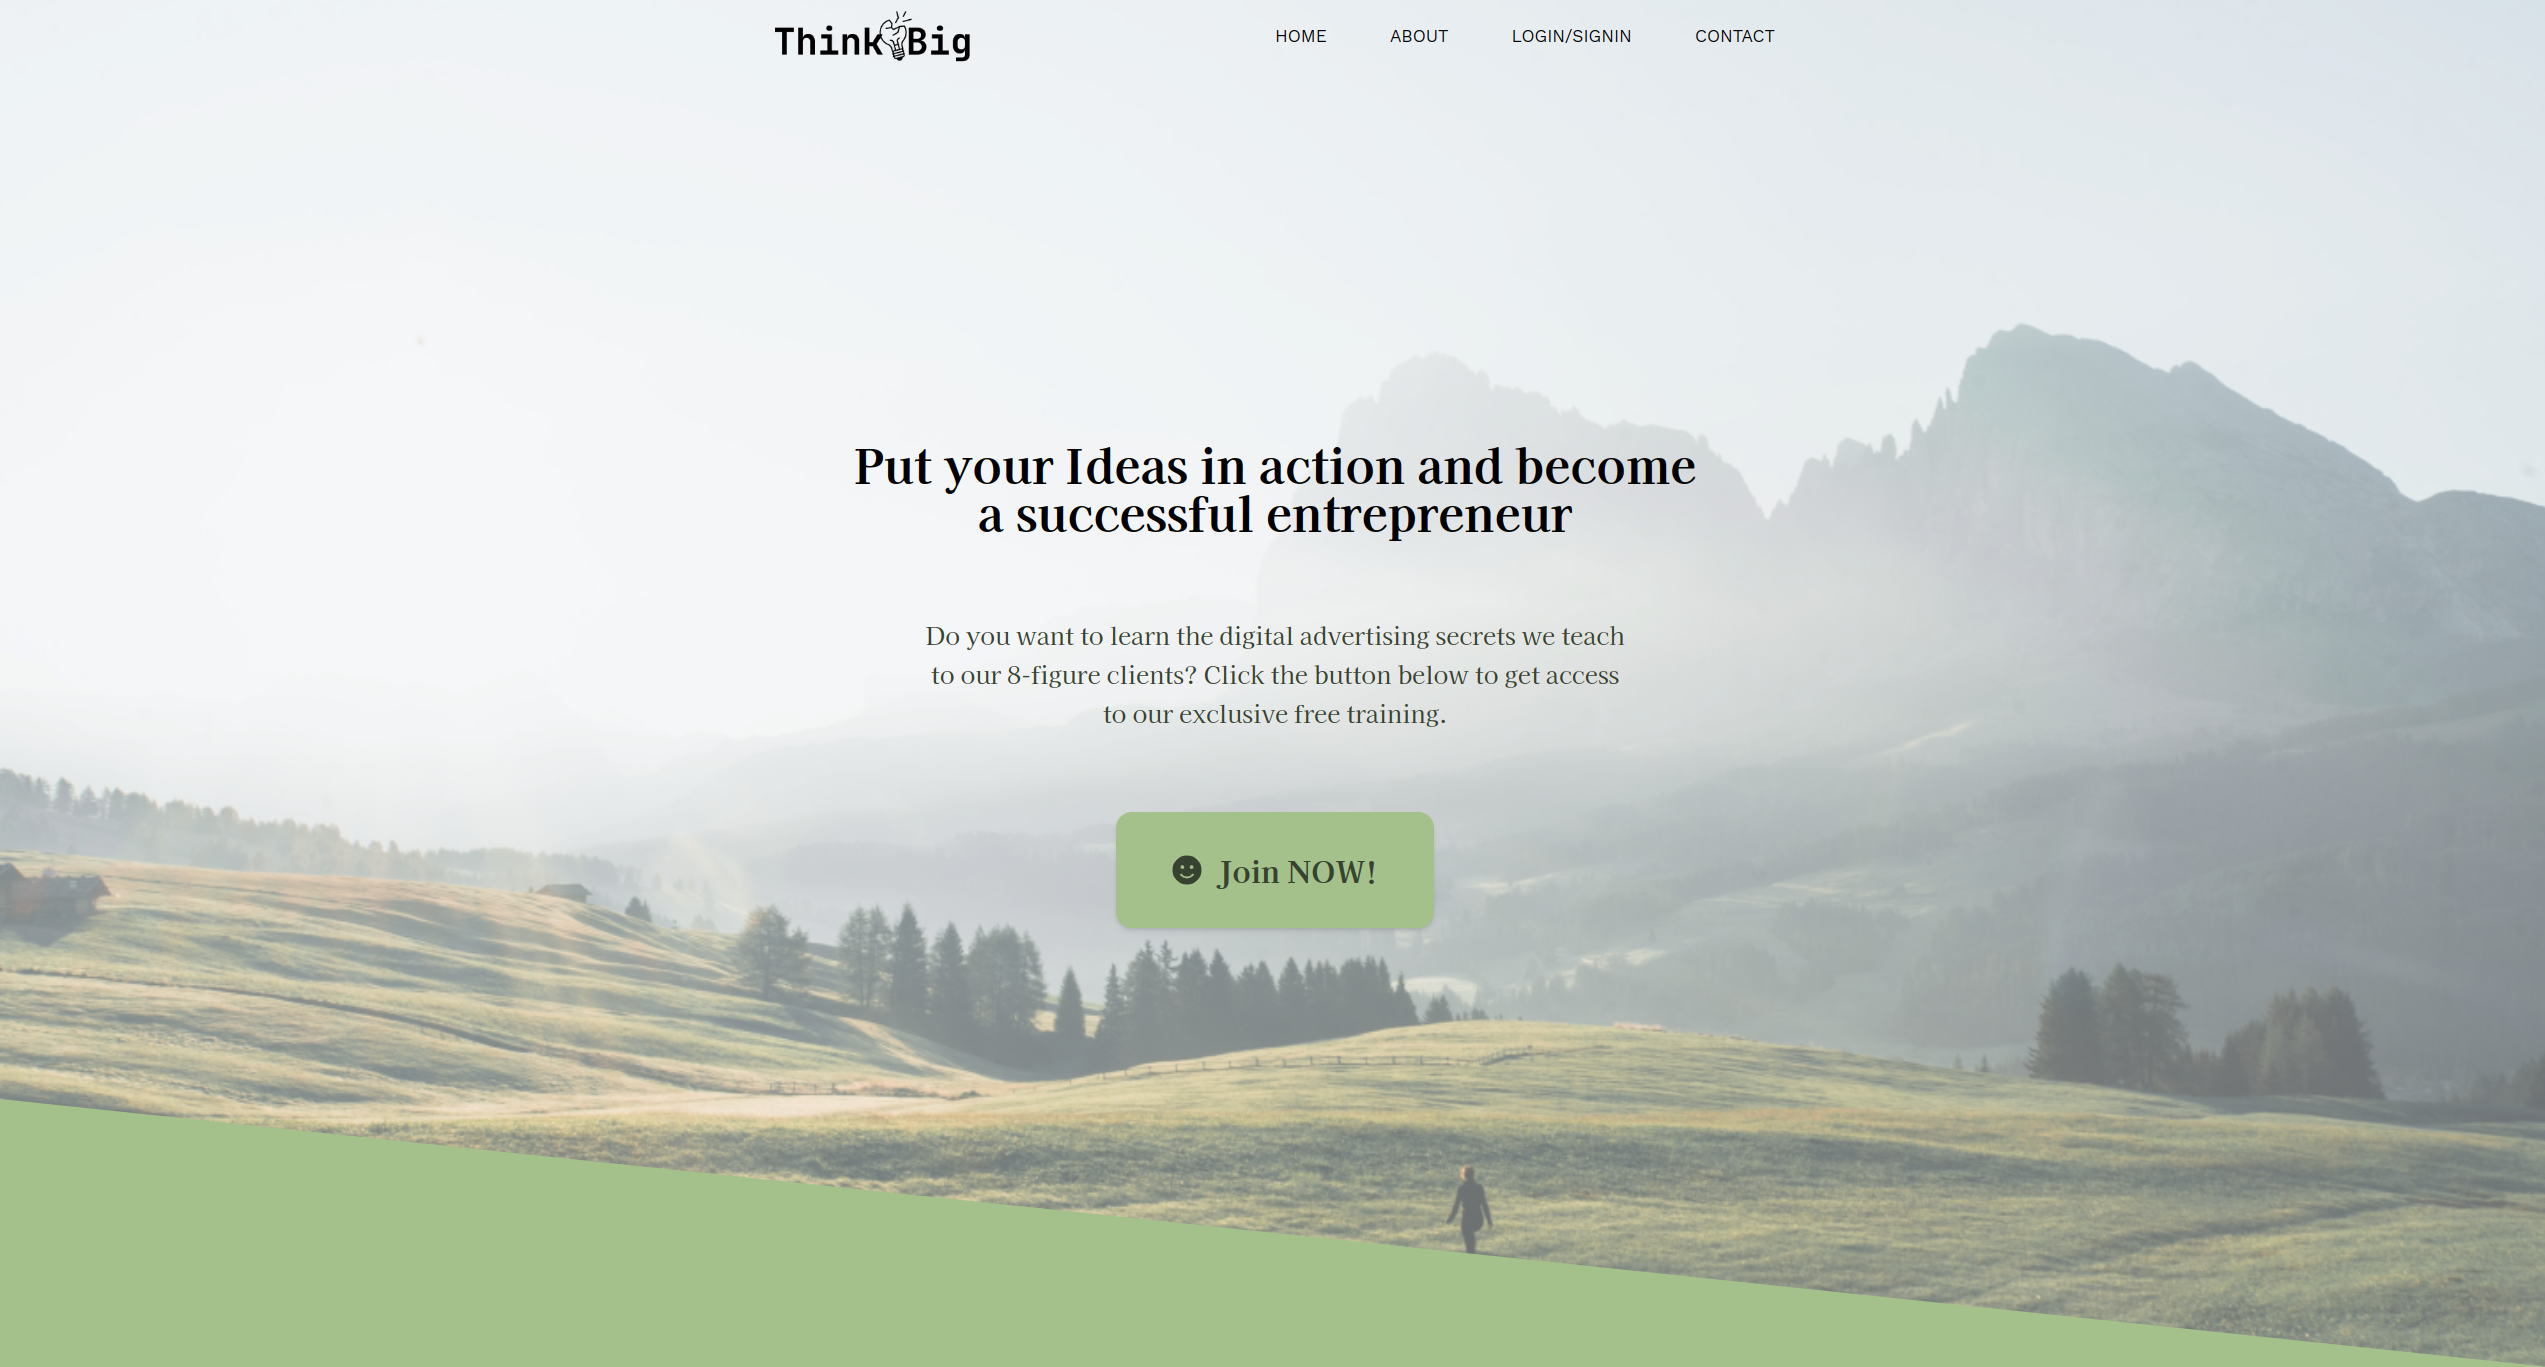 Think Big
HOME ABOUT LOGIN/SIGNIN CONTACT
Put your Ideas in action and become
a successful entrepreneur
Do you want to learn the digital advertising secrets we teach
to our 8-figure clients? Click the button below to get access
to our exclusive free training.
Join NOW!